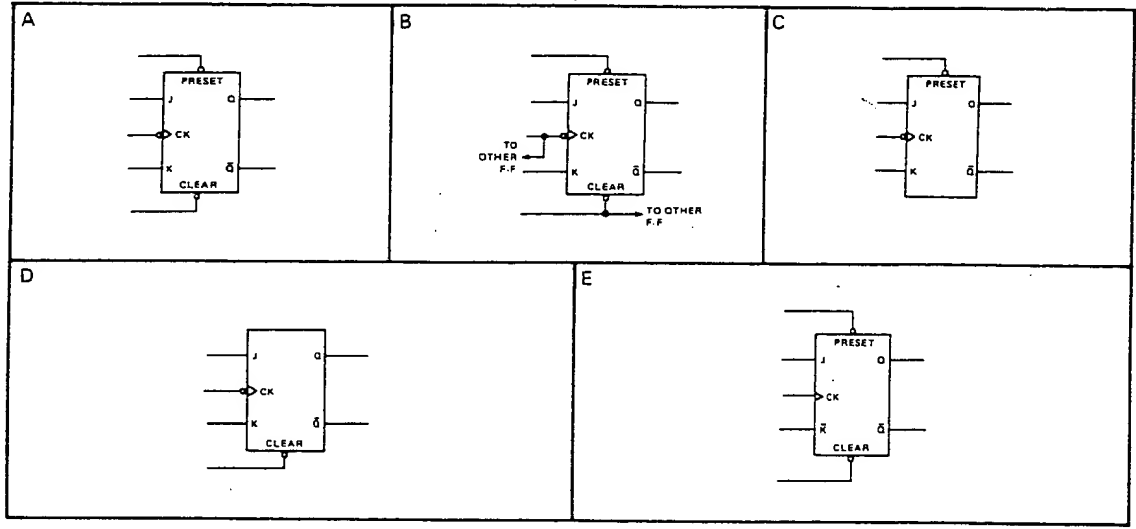 A
PRESET
J Q
CK
K Q̄
CLEAR
B
PRESET
J Q
CK
TO
OTHER
F-F
K Q̄
CLEAR
TO OTHER
F-F
C
PRESET
J Q
CK
K Q̄
D
J Q
CK
K Q̄
CLEAR
E
PRESET
J Q
CK
K̄ Q̄
CLEAR